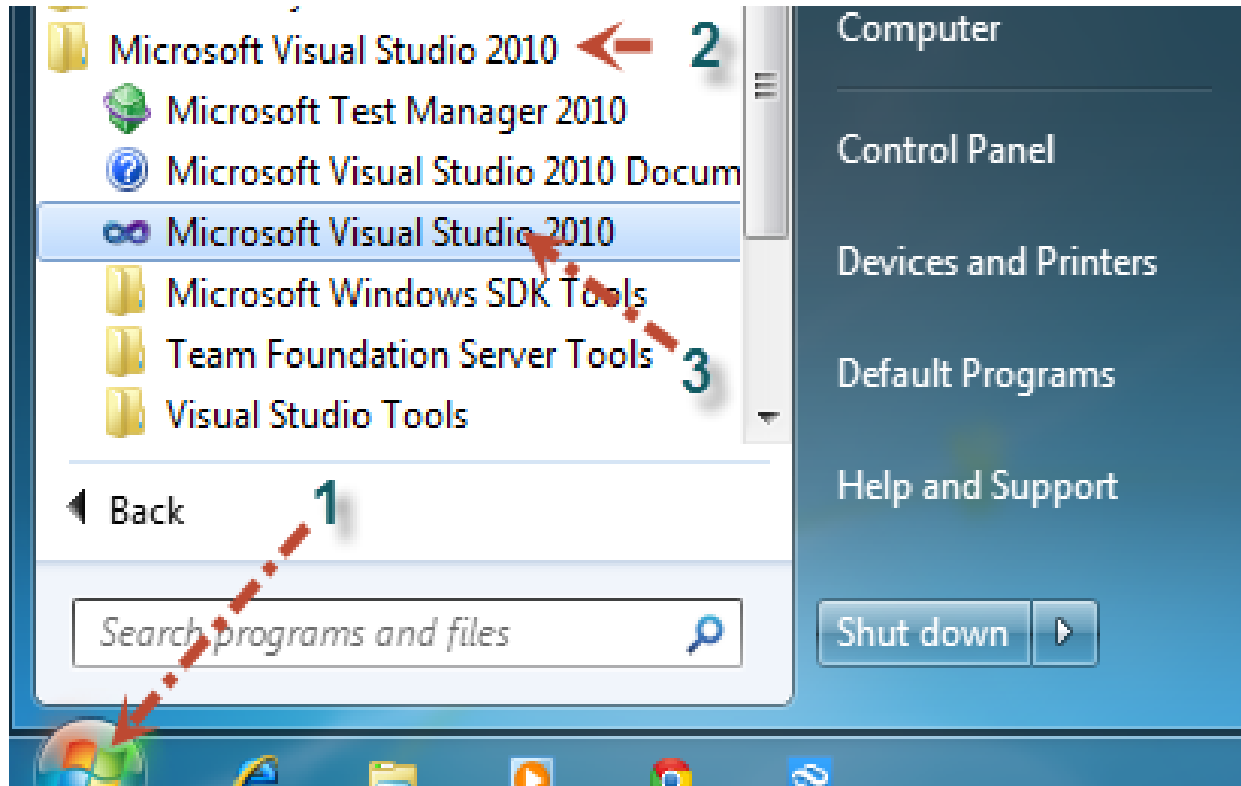 Microsoft Visual Studio 2010 2
Microsoft Test Manager 2010
Microsoft Visual Studio 2010 Docum
Microsoft Visual Studio 2010
Microsoft Windows SDK Tools
Team Foundation Server Tools
3
Visual Studio Tools
Back
1
Search programs and files
Computer
Control Panel
Devices and Printers
Default Programs
Help and Support
Shut down